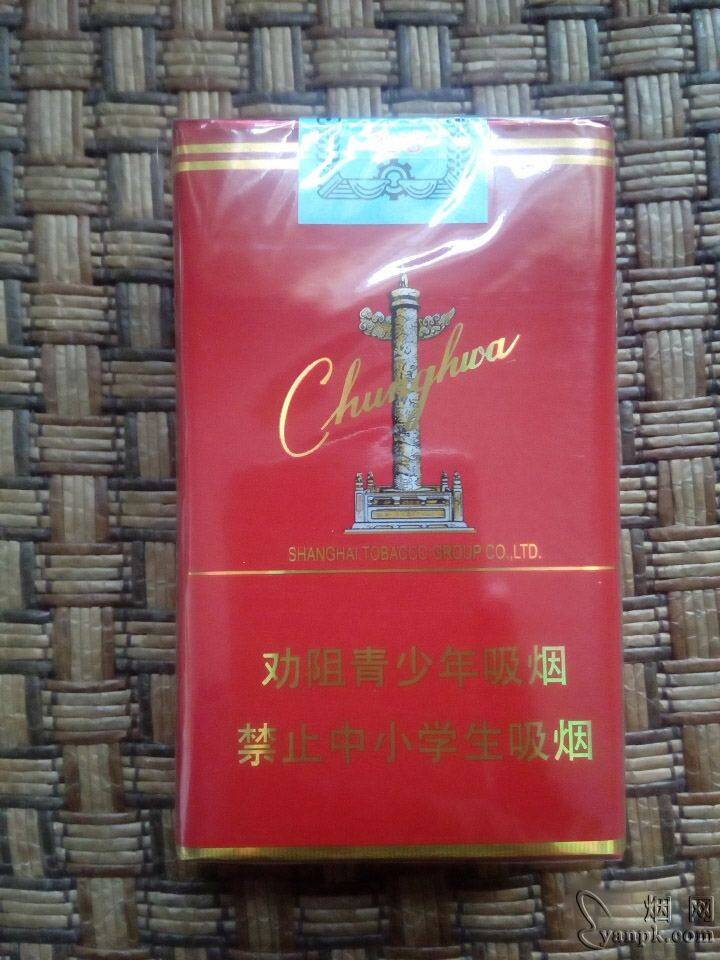 Chunghwa
SHANGHAI TOBACCO GROUP CO.,LTD.
劝阻青少年吸烟
禁止中小学生吸烟
烟网
yanpk.com